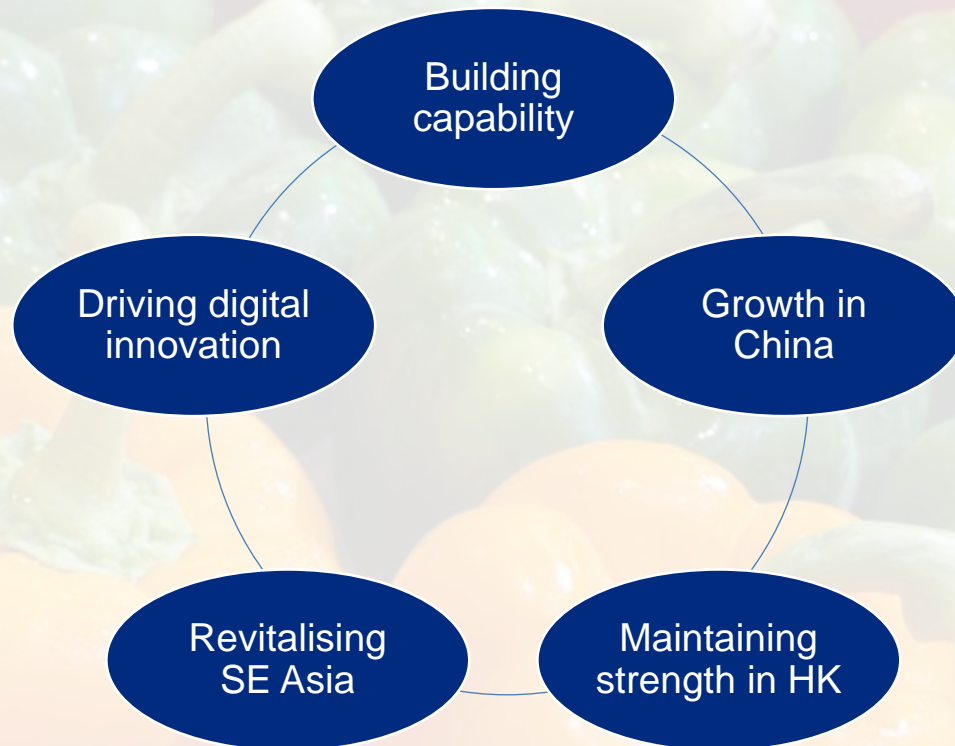 Building
capability
Growth in
China
Maintaining
strength in HK
Revitalising
SE Asia
Driving digital
innovation